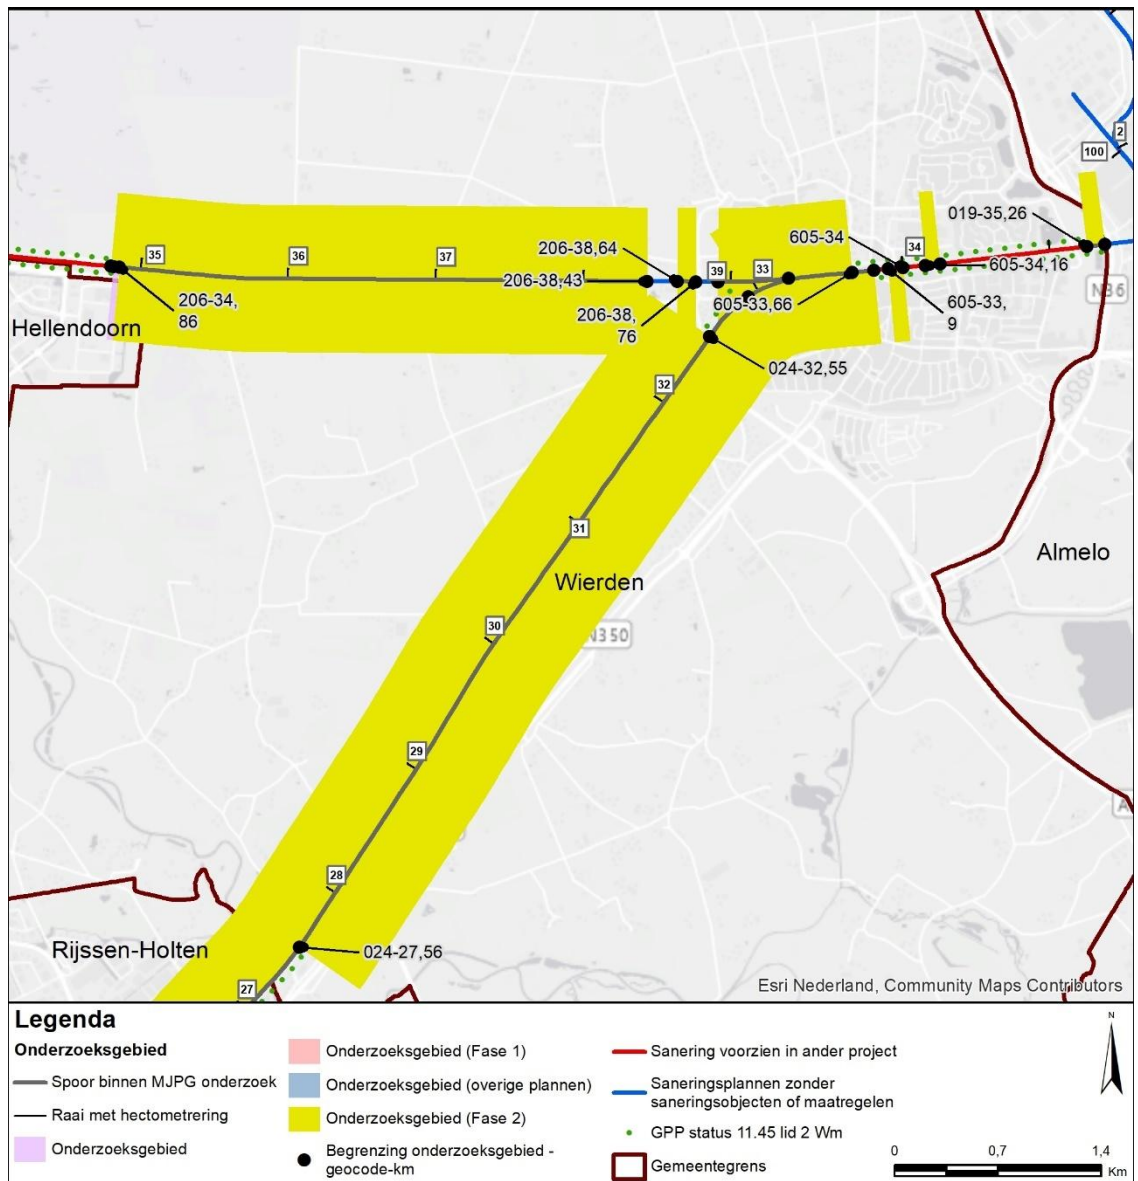 2
100
019-35,26
605-34
34
206-38,64
35
36
37
39
33
605-34,16
206-38,43
N36
206-34,
86
605-33,66
605-33,
9
Hellendoorn
206-38,
76
024-32,55
32
31
Almelo
Wierden
30
N350
29
A
28
Rijssen-Holten
024-27,56
27
Esri Nederland, Community Maps Contributors
Legenda
Onderzoeksgebied
Spoor binnen MJPG onderzoek
Raai met hectometrering
Onderzoeksgebied
Onderzoeksgebied (Fase 1)
Onderzoeksgebied (overige plannen)
Onderzoeksgebied (Fase 2)
Begrenzing onderzoeksgebied -
geocode-km
Sanering voorzien in ander project
Saneringsplannen zonder
saneringsobjecten of maatregelen
GPP status 11.45 lid 2 Wm
Gemeentegrens
N
0 0,7 1,4
Km